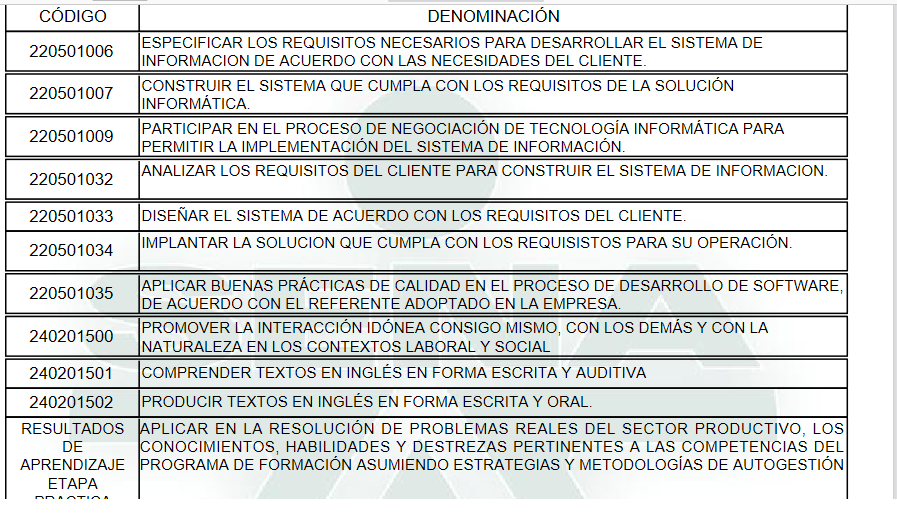 CÓDIGO DENOMINACIÓN
220501006 ESPECIFICAR LOS REQUISITOS NECESARIOS PARA DESARROLLAR EL SISTEMA DE
INFORMACION DE ACUERDO CON LAS NECESIDADES DEL CLIENTE.
220501007 CONSTRUIR EL SISTEMA QUE CUMPLA CON LOS REQUISITOS DE LA SOLUCIÓN
INFORMÁTICA.
220501009 PARTICIPAR EN EL PROCESO DE NEGOCIACIÓN DE TECNOLOGÍA INFORMÁTICA PARA
PERMITIR LA IMPLEMENTACIÓN DEL SISTEMA DE INFORMACIÓN.
220501032 ANALIZAR LOS REQUISITOS DEL CLIENTE PARA CONSTRUIR EL SISTEMA DE INFORMACION.
220501033 DISEÑAR EL SISTEMA DE ACUERDO CON LOS REQUISITOS DEL CLIENTE.
220501034 IMPLANTAR LA SOLUCION QUE CUMPLA CON LOS REQUISISTOS PARA SU OPERACIÓN.
220501035 APLICAR BUENAS PRÁCTICAS DE CALIDAD EN EL PROCESO DE DESARROLLO DE SOFTWARE,
DE ACUERDO CON EL REFERENTE ADOPTADO EN LA EMPRESA.
240201500 PROMOVER LA INTERACCIÓN IDÓNEA CONSIGO MISMO, CON LOS DEMÁS Y CON LA
NATURALEZA EN LOS CONTEXTOS LABORAL Y SOCIAL
240201501 COMPRENDER TEXTOS EN INGLÉS EN FORMA ESCRITA Y AUDITIVA
240201502 PRODUCIR TEXTOS EN INGLÉS EN FORMA ESCRITA Y ORAL.
RESULTADOS
DE
APRENDIZAJE
ETAPA
PRACTICA
APLICAR EN LA RESOLUCIÓN DE PROBLEMAS REALES DEL SECTOR PRODUCTIVO, LOS
CONOCIMIENTOS, HABILIDADES Y DESTREZAS PERTINENTES A LAS COMPETENCIAS DEL
PROGRAMA DE FORMACIÓN ASUMIENDO ESTRATEGIAS Y METODOLOGÍAS DE AUTOGESTIÓN
SENA